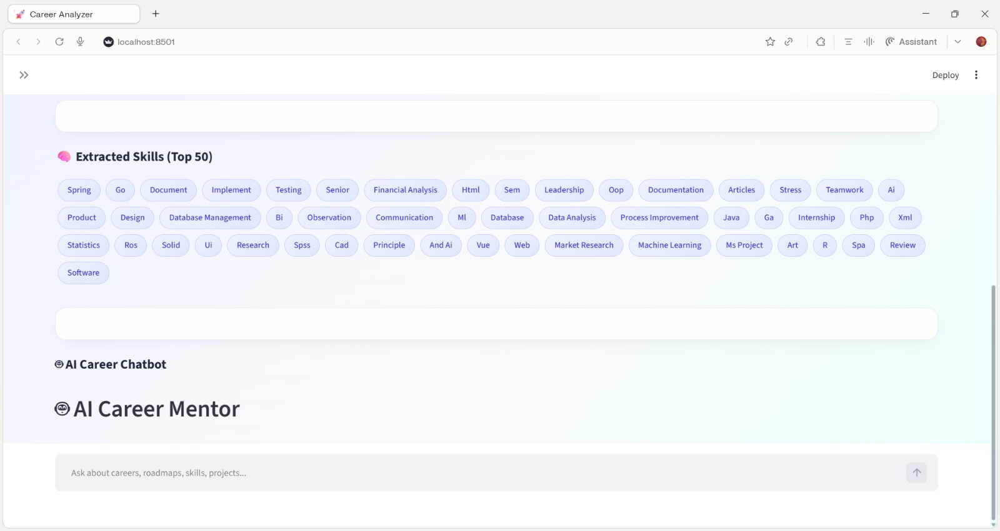 Career Analyzer
localhost:8501
Assistant
Deploy
Extracted Skills (Top 50)
Spring Go Document Implement Testing Senior Financial Analysis Html Sem Leadership Oop Documentation Articles Stress Teamwork Ai
Product Design Database Management Bi Observation Communication Ml Database Data Analysis Process Improvement Java Ga Internship Php Xml
Statistics Ros Solid Ui Research Spss Cad Principle And Ai Vue Web Market Research Machine Learning Ms Project Art R Spa Review
Software
AI Career Chatbot
AI Career Mentor
Ask about careers, roadmaps, skills, projects...